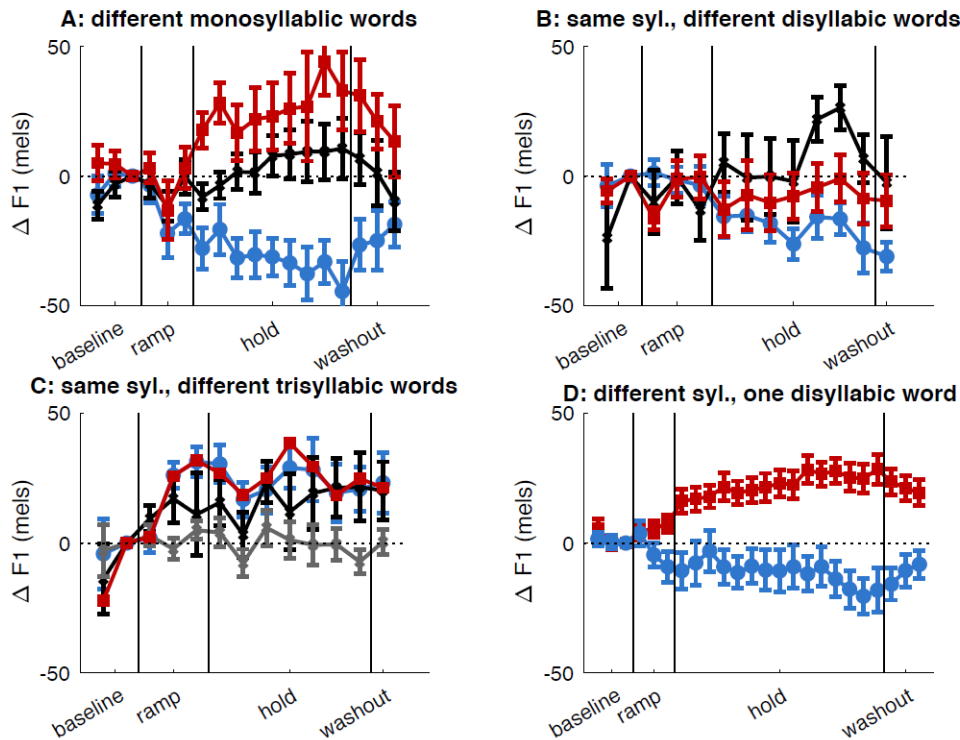 A: different monosyllablic words
Δ F1 (mels)
50
0
-50
baseline
ramp
hold
washout
B: same syl., different disyllabic words
Δ F1 (mels)
50
0
-50
baseline
ramp
hold
washout
C: same syl., different trisyllabic words
Δ F1 (mels)
50
0
-50
baseline
ramp
hold
washout
D: different syl., one disyllabic word
Δ F1 (mels)
50
0
-50
baseline
ramp
hold
washout